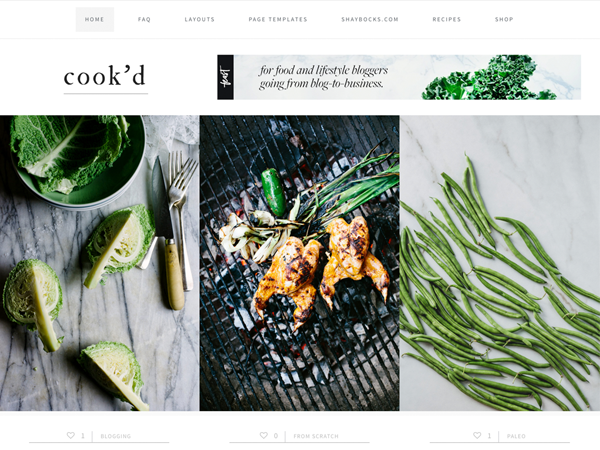 HOME FAQ LAYOUTS PAGE TEMPLATES SHAYBOCKS.COM RECIPES SHOP
cook’d
feast
for food and lifestyle bloggers
going from blog-to-business.
1 BLOGGING 0 FROM SCRATCH 1 PALEO